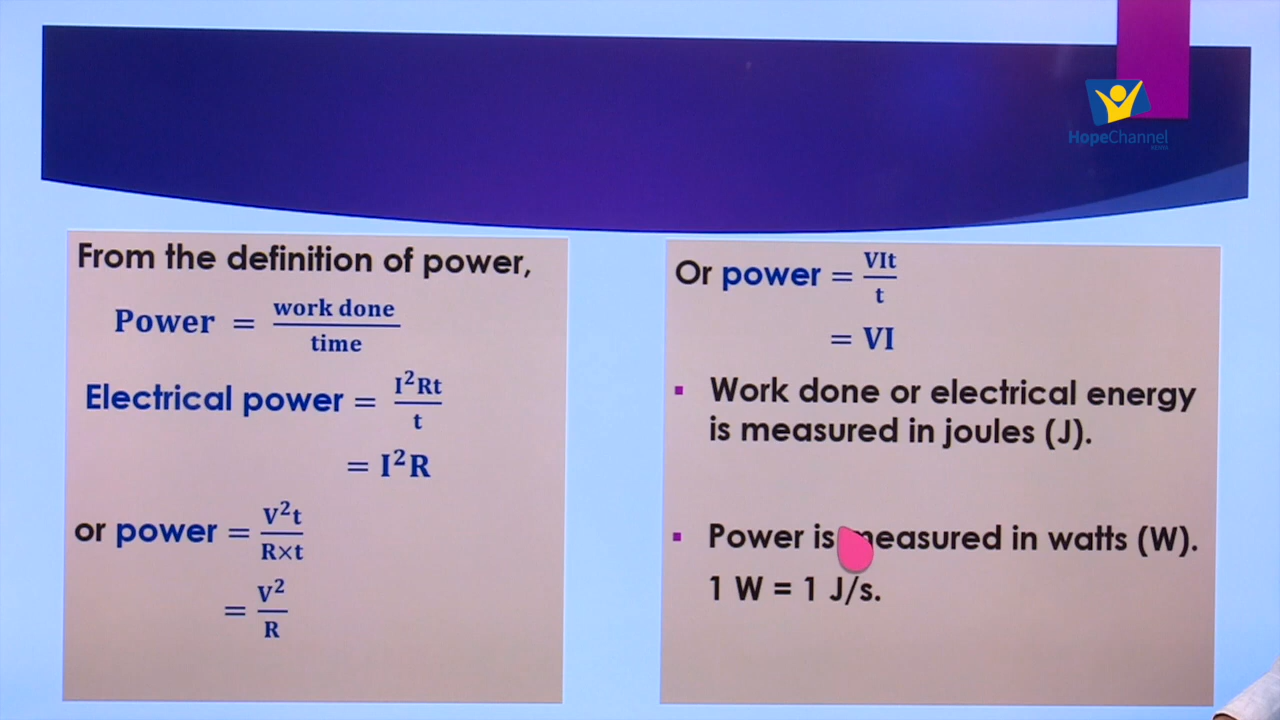 HopeChannel
From the definition of power,
Power = work done / time
Electrical power = I²Rt / t
= I²R
or power = V²t / R×t
= V² / R
Or power = VIt / t
= VI
▪ Work done or electrical energy
is measured in joules (J).
▪ Power is measured in watts (W).
1 W = 1 J/s.